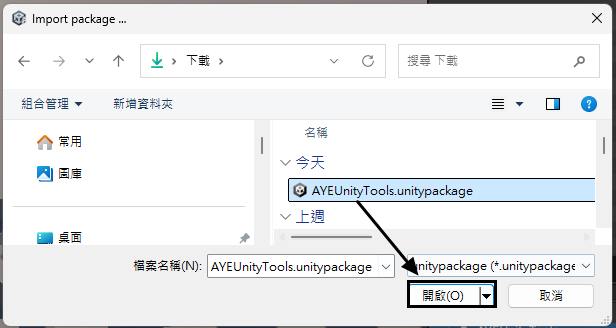 Import package ...
下載
搜尋 下載
組合管理
新增資料夾
常用
圖庫
桌面
名稱
今天
AYEUnityTools.unitypackage
上週
檔案名稱(N):
AYEUnityTools.unitypackage
unitypackage (*.unitypackage
開啟(O)
取消